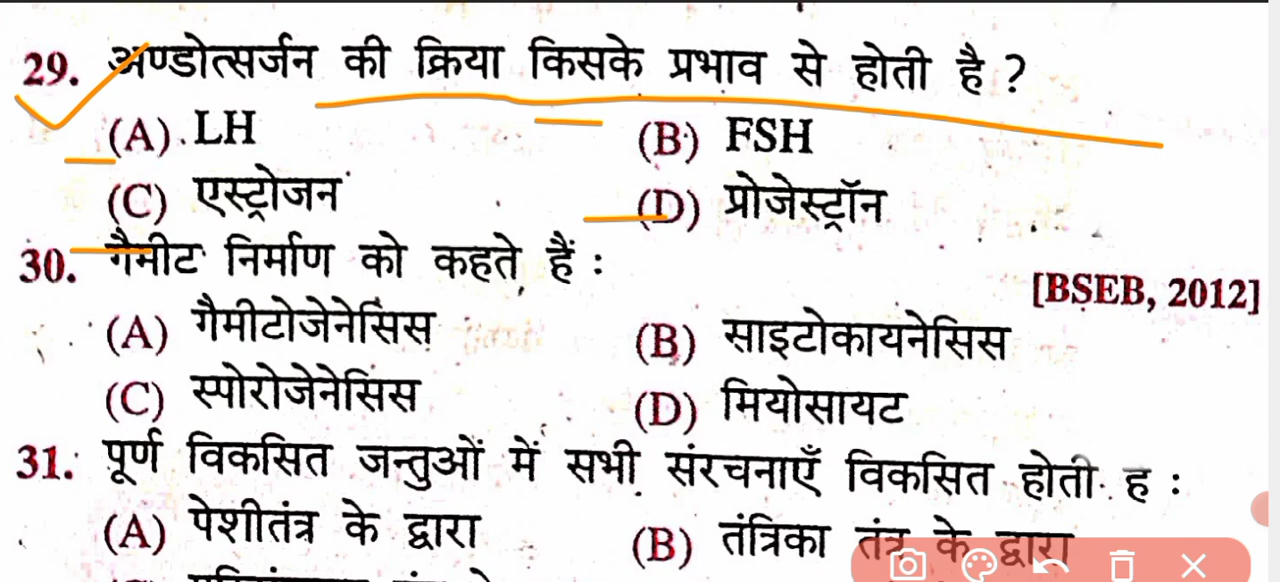 29. अण्डोत्सर्जन की क्रिया किसके प्रभाव से होती है ?
(A) LH (B) FSH
(C) एस्ट्रोजन (D) प्रोजेस्ट्रॉन
30. गैमीट निर्माण को कहते हैं :
[BSEB, 2012]
(A) गैमीटोजेनेसिस (B) साइटोकायनेसिस
(C) स्पोरोजेनेसिस (D) मियोसायट
31. पूर्ण विकसित जन्तुओं में सभी संरचनाएँ विकसित होती ह :
(A) पेशीतंत्र के द्वारा (B) तंत्रिका तंत्र के द्वारा